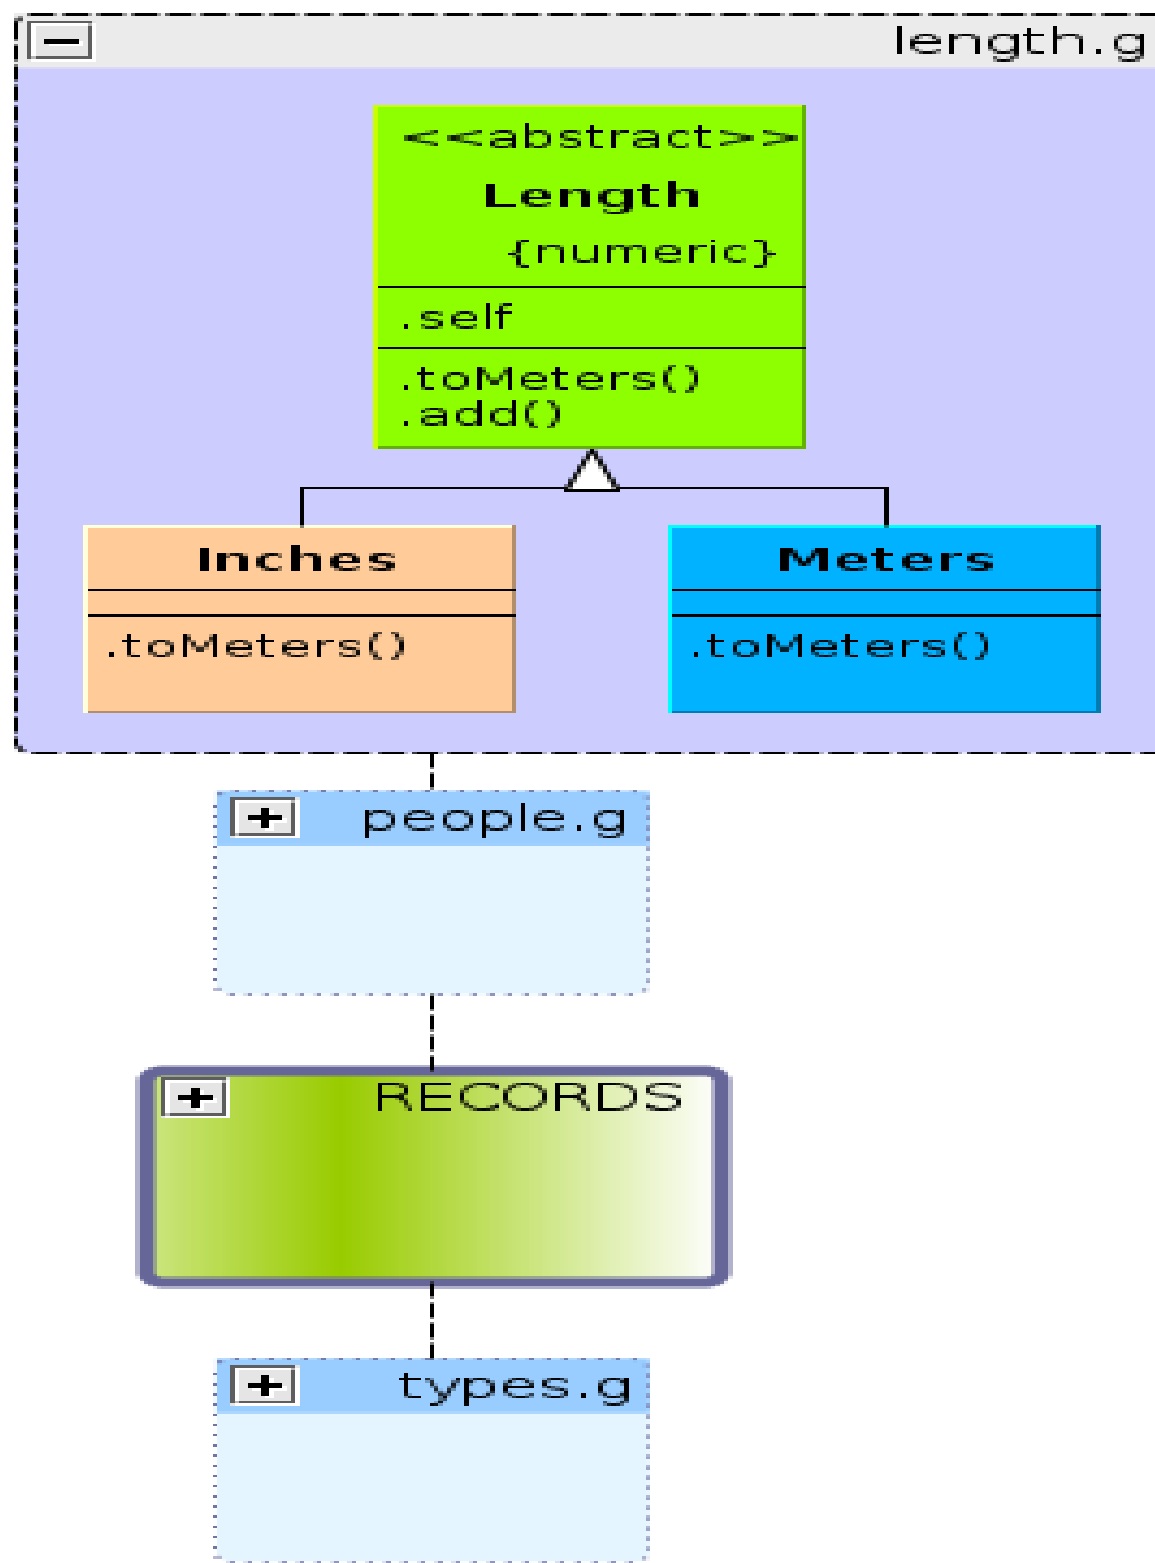 length.g
<<abstract>>
Length
{numeric}
.self
.toMeters()
.add()
Inches
.toMeters()
Meters
.toMeters()
people.g
RECORDS
types.g